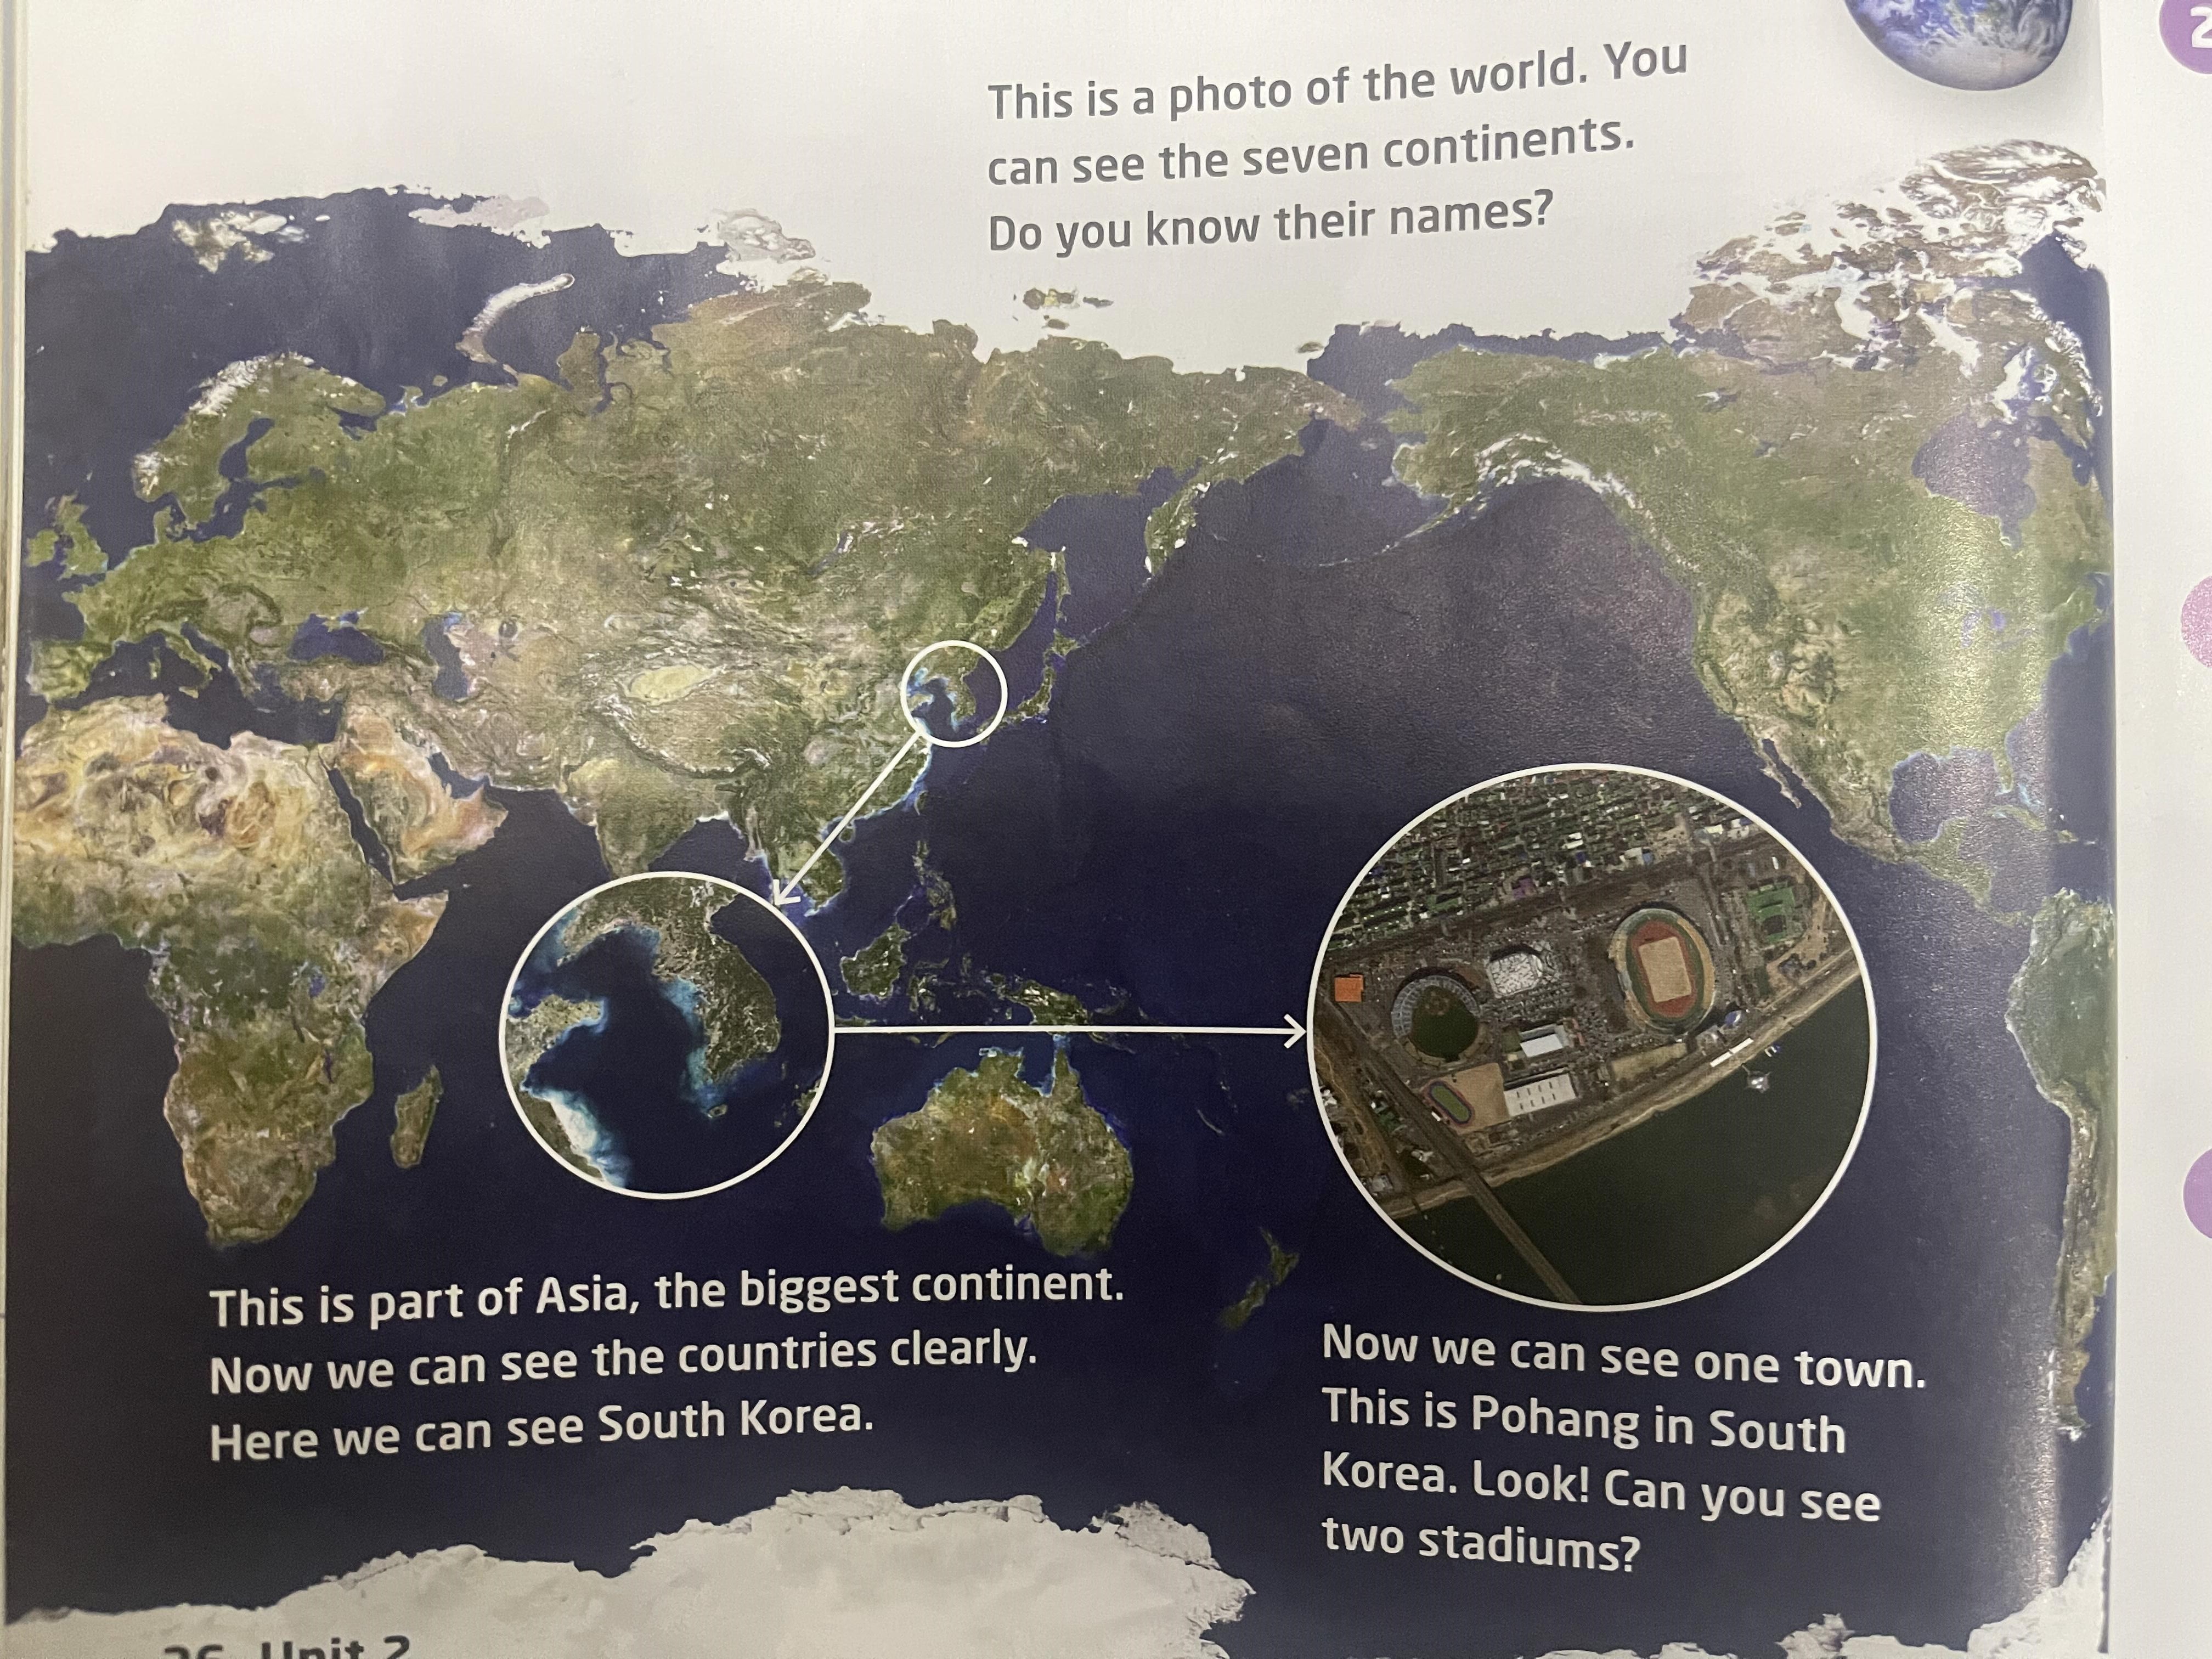 2
This is a photo of the world. You
can see the seven continents.
Do you know their names?
This is part of Asia, the biggest continent.
Now we can see the countries clearly.
Here we can see South Korea.
Now we can see one town.
This is Pohang in South
Korea. Look! Can you see
two stadiums?
26 Unit 2